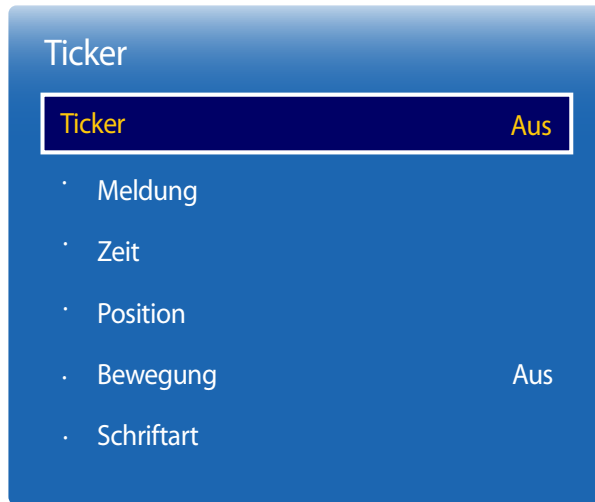 Ticker
Ticker Aus
· Meldung
· Zeit
· Position
· Bewegung Aus
· Schriftart